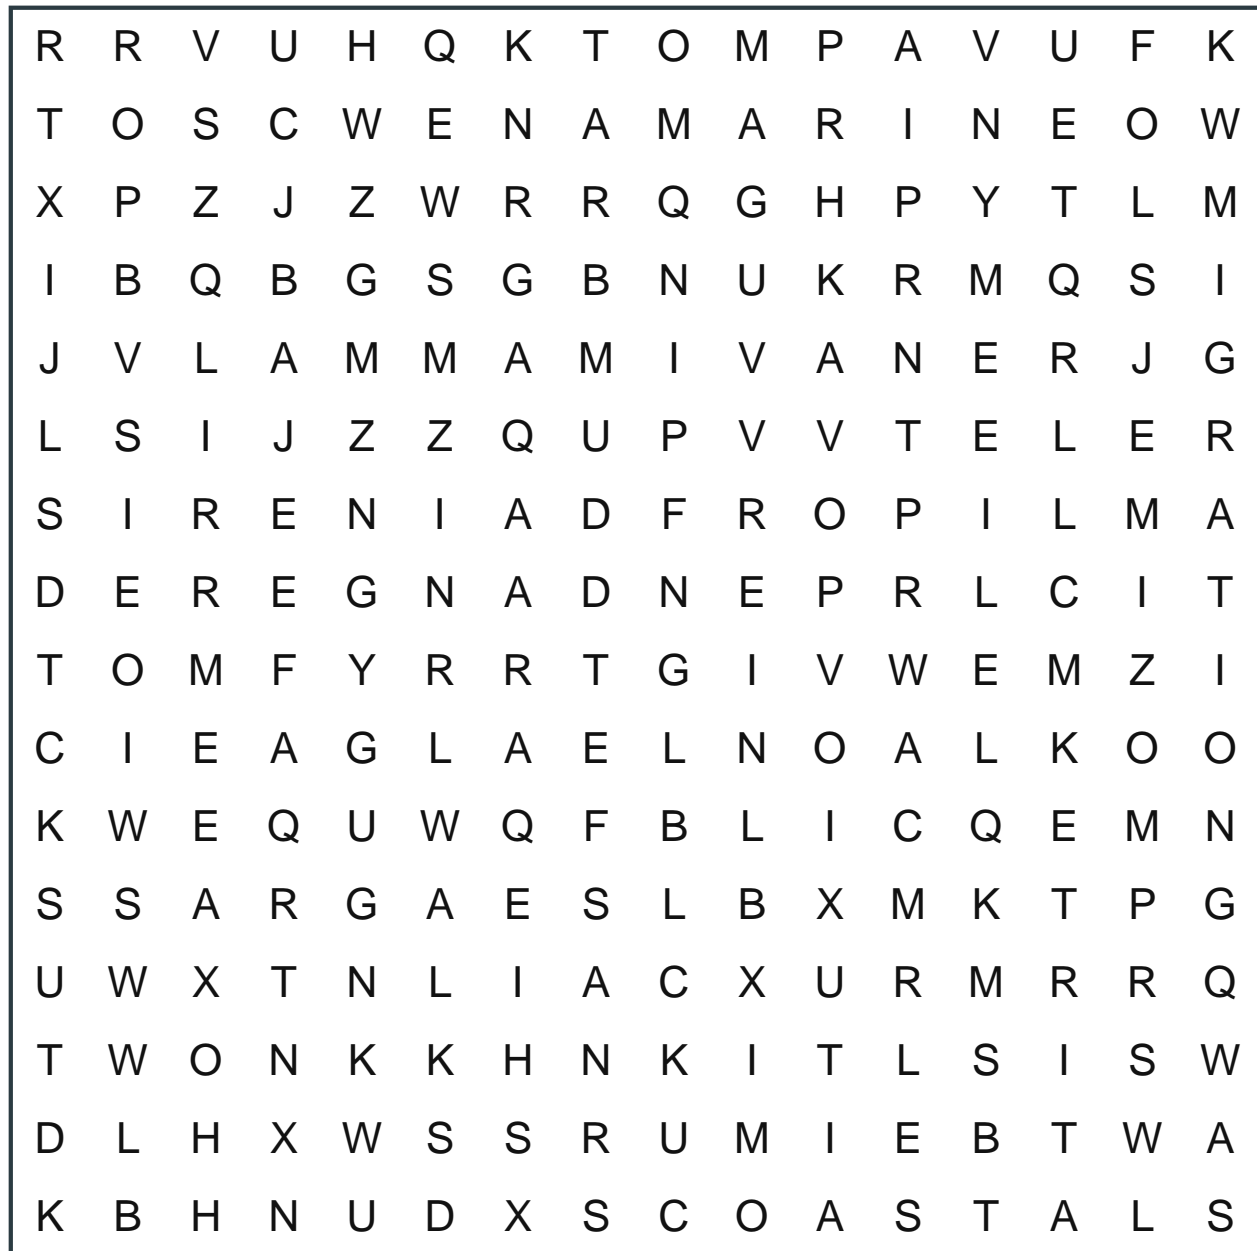 R R V U H Q K T O M P A V U F K
T O S C W E N A M A R I N E O W
X P Z J Z W R R Q G H P Y T L M
I B Q B G S G B N U K R M Q S I
J V L A M M A M I V A N E R J G
L S I J Z Z Q U P V V T E L E R
S I R E N I A D F R O P I L M A
D E R E G N A D N E P R L C I T
T O M F Y R R T G I V W E M Z I
C I E A G L A E L N O A L K O O
K W E Q U W Q F B L I C Q E M N
S S A R G A E S L B X M K T P G
U W X T N L I A C X U R M R R Q
T W O N K K H N K I T L S I S W
D L H X W S S R U M I E B T W A
K B H N U D X S C O A S T A L S